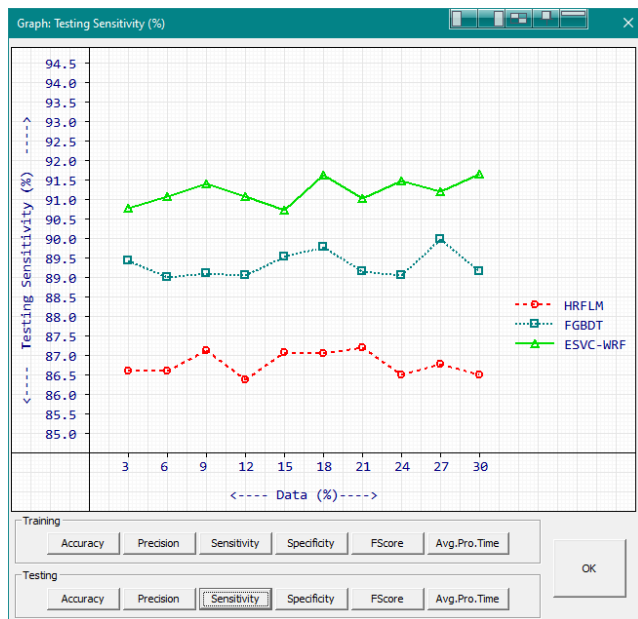 Graph: Testing Sensitivity (%)
94.5
94.0
93.5
93.0
92.5
92.0
91.5
91.0
90.5
90.0
89.5
89.0
88.5
88.0
87.5
87.0
86.5
86.0
85.5
85.0
<---- Testing Sensitivity (%) ---->
HRFLM
FGBDT
ESVC-WRF
3 6 9 12 15 18 21 24 27 30
<---- Data (%)---->
Training
Accuracy Precision Sensitivity Specificity FScore Avg.Pro.Time
OK
Testing
Accuracy Precision Sensitivity Specificity FScore Avg.Pro.Time